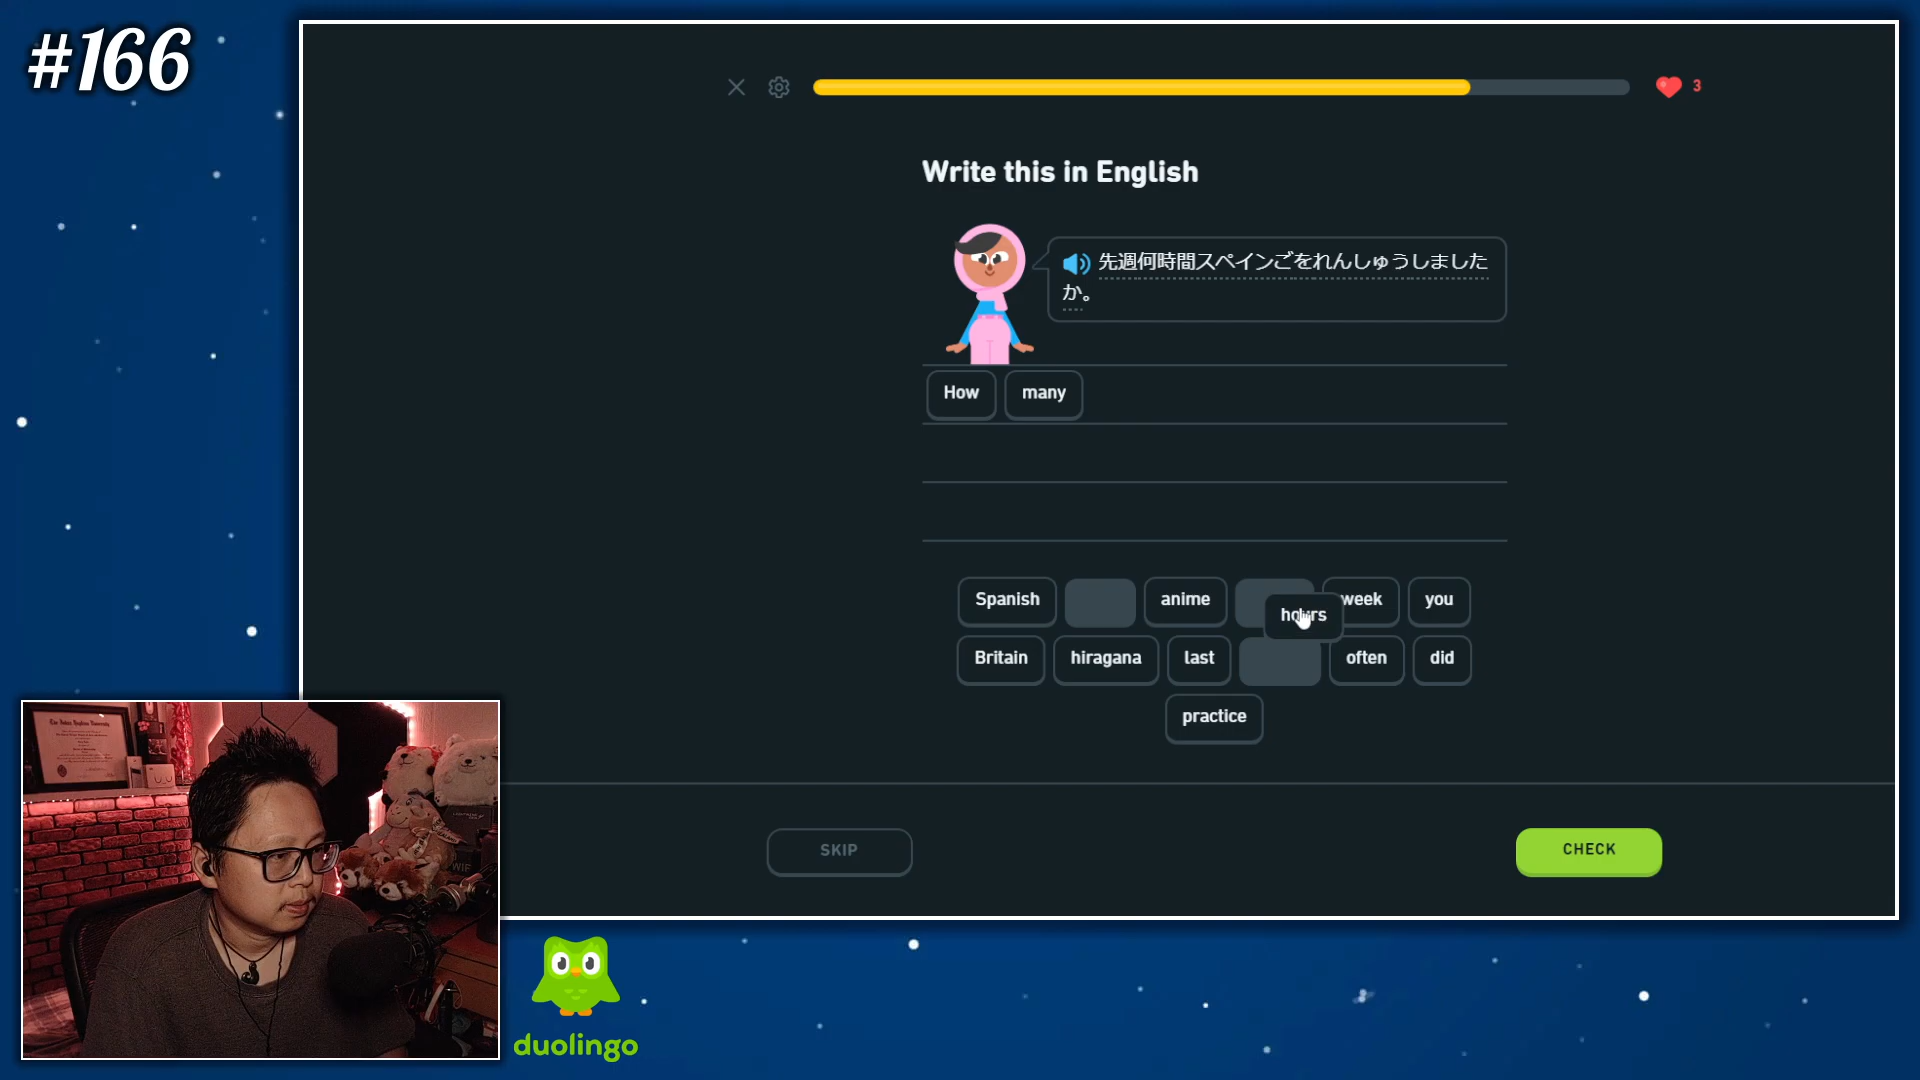 #166
3
Write this in English
先週何時間スペインごをれんしゅうしました
か。
How many
Spanish anime week you
hours
Britain hiragana last often did
practice
SKIP
CHECK
duolingo